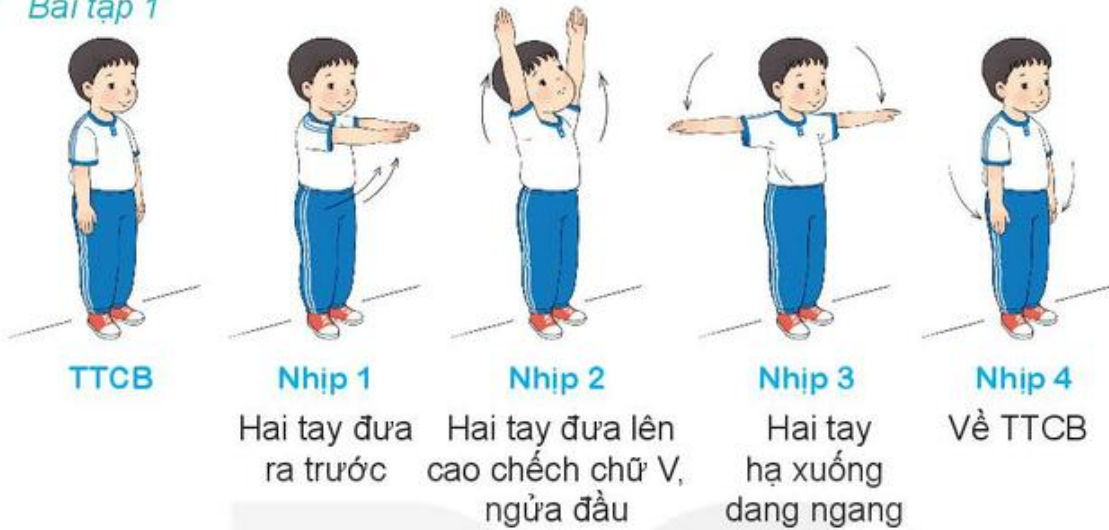 Bài tập 1
TTCB
Nhịp 1
Nhịp 2
Nhịp 3
Nhịp 4
Hai tay đưa
ra trước
Hai tay đưa lên
cao chếch chữ V,
ngửa đầu
Hai tay
hạ xuống
dang ngang
Về TTCB